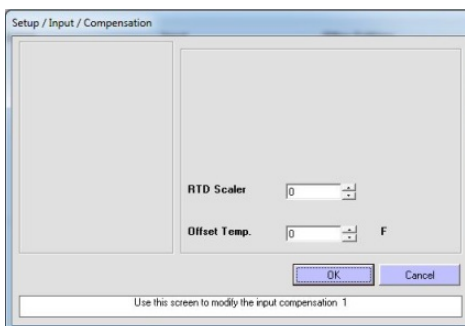 Setup / Input / Compensation
RTD Scaler 0
Offset Temp. 0 F
OK Cancel
Use this screen to modify the input compensation 1